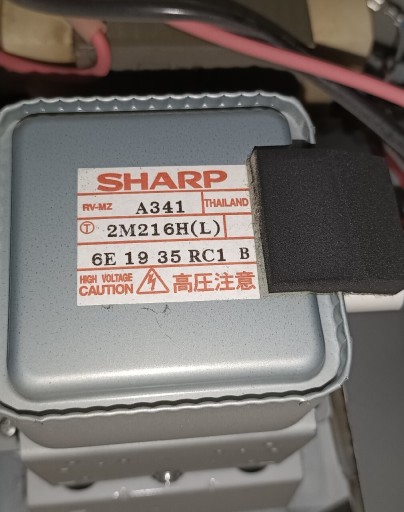 SHARP
RV-MZ A341 THAILAND
T 2M216H(L)
6E 19 35 RC1 B
HIGH VOLTAGE
CAUTION 高圧注意